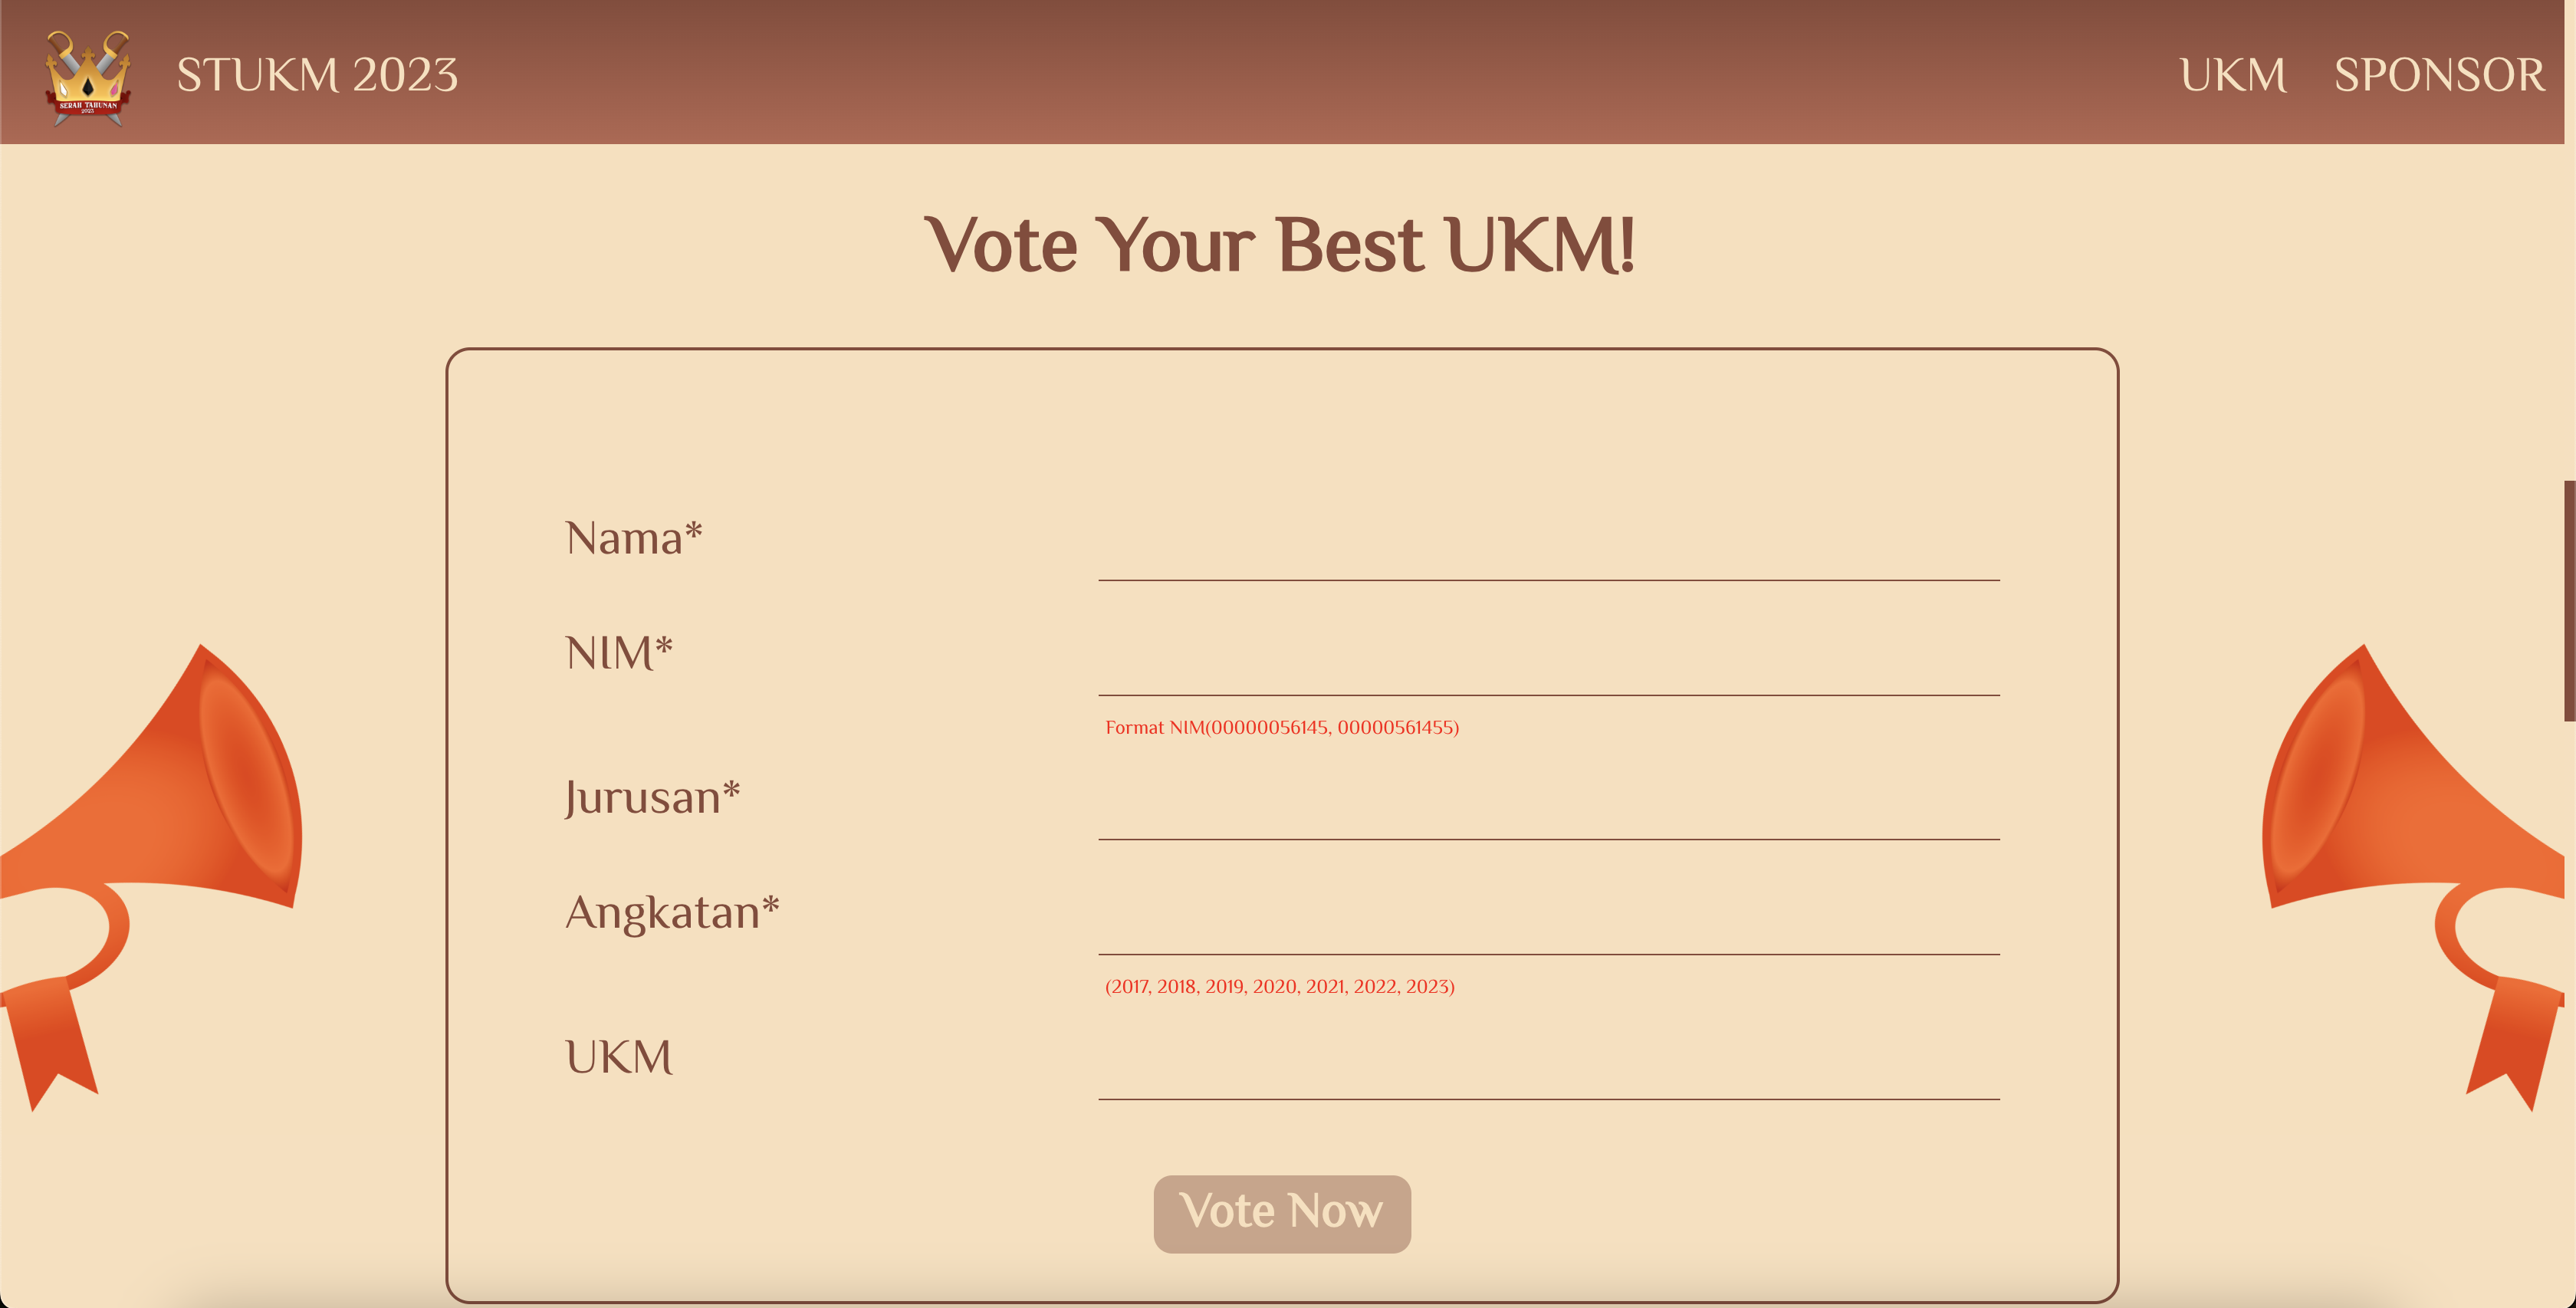 SERAH TAHUNAN
2023
STUKM 2023
UKM
SPONSOR
Vote Your Best UKM!
Nama*
NIM*
Format NIM(00000056145, 00000561455)
Jurusan*
Angkatan*
(2017, 2018, 2019, 2020, 2021, 2022, 2023)
UKM
Vote Now